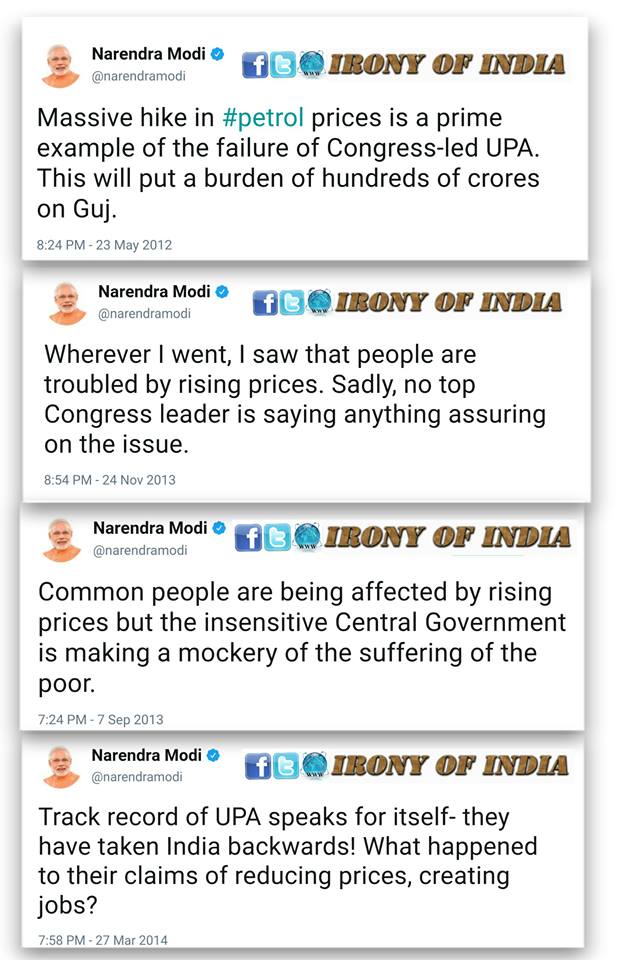 Narendra Modi
IRONY OF INDIA
@narendramodi
www
Massive hike in #petrol prices is a prime
example of the failure of Congress-led UPA.
This will put a burden of hundreds of crores
on Guj.
8:24 PM - 23 May 2012
Narendra Modi
IRONY OF INDIA
@narendramodi
www
Wherever I went, I saw that people are
troubled by rising prices. Sadly, no top
Congress leader is saying anything assuring
on the issue.
8:54 PM - 24 Nov 2013
Narendra Modi
IRONY OF INDIA
@narendramodi
www
Common people are being affected by rising
prices but the insensitive Central Government
is making a mockery of the suffering of the
poor.
7:24 PM - 7 Sep 2013
Narendra Modi
IRONY OF INDIA
@narendramodi
www
Track record of UPA speaks for itself- they
have taken India backwards! What happened
to their claims of reducing prices, creating
jobs?
7:58 PM - 27 Mar 2014